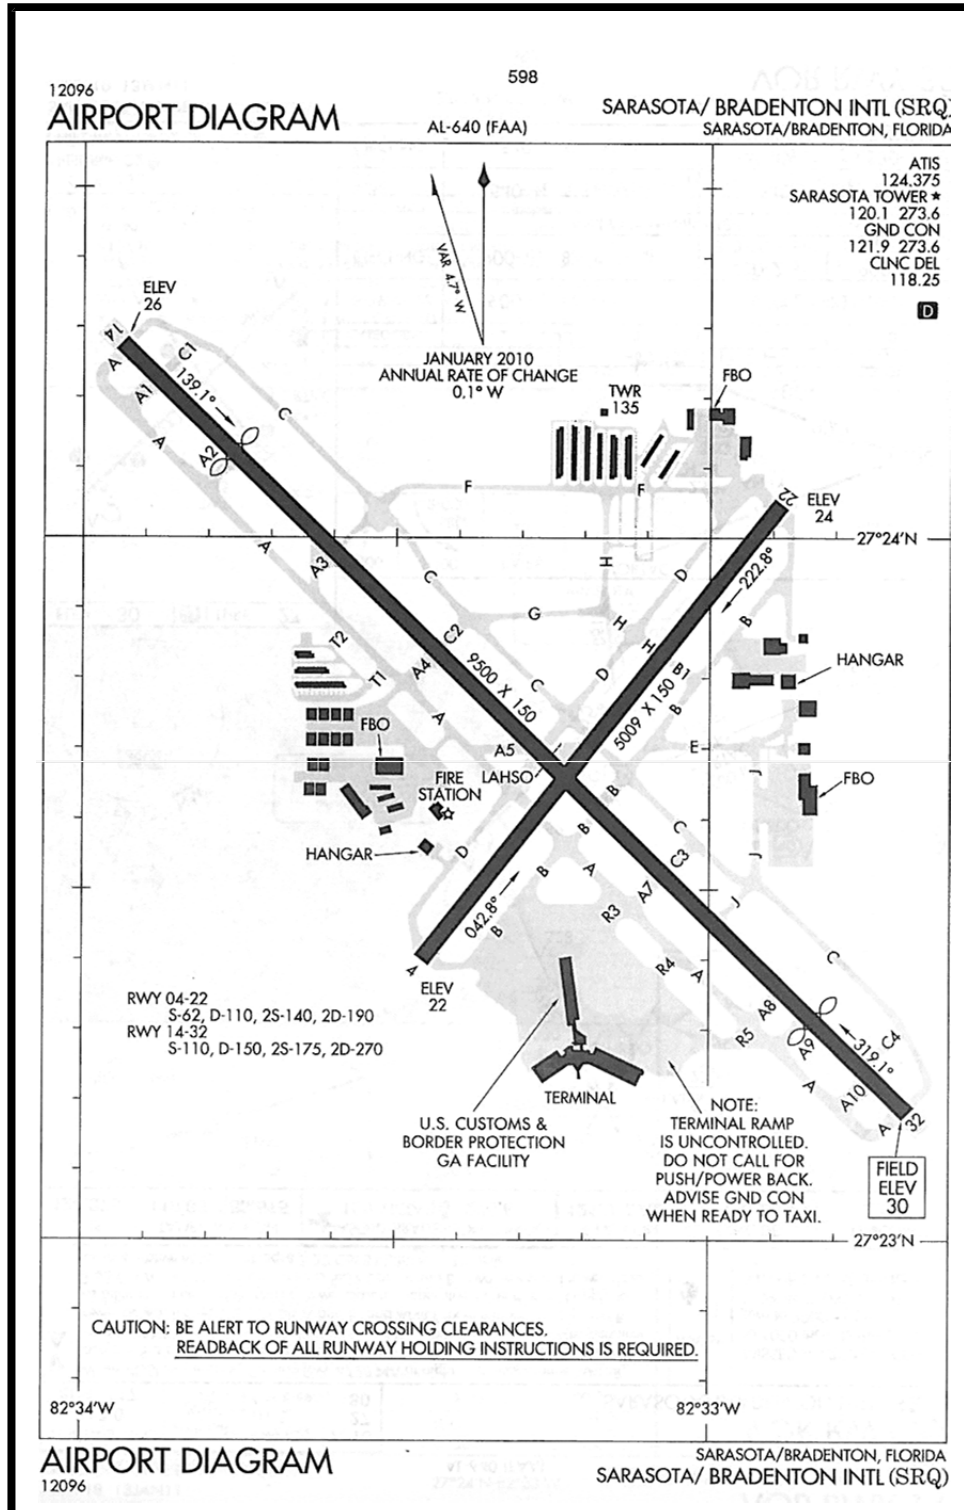 598
12096
AIRPORT DIAGRAM
AL-640 (FAA)
SARASOTA/ BRADENTON INTL (SRQ)
SARASOTA/BRADENTON, FLORIDA
ATIS
124.375
SARASOTA TOWER ★
120.1 273.6
GND CON
121.9 273.6
CLNC DEL
118.25
D
VAR 4.7° W
JANUARY 2010
ANNUAL RATE OF CHANGE
0.1° W
ELEV
26
14
A
A1
C1
139.1°
A
A2
C
TWR
135
FBO
F
F
22
ELEV
24
27°24'N
A
A3
C
H
D
222.8°
B
G
H
H
C2
T2
T1
A4
9500 X 150
C
D
B1
5009 X 150
B
HANGAR
A
FBO
A5
LAHSO
E
J
FBO
FIRE
STATION
B
B
C
C3
HANGAR
D
B
A
A7
J
J
042.8°
B
R3
C
4
ELEV
22
R4
A
RWY 04-22
S-62, D-110, 2S-140, 2D-190
RWY 14-32
S-110, D-150, 2S-175, 2D-270
A8
R5
A9
C4
319.1°
A
A10
A
32
TERMINAL
U.S. CUSTOMS &
BORDER PROTECTION
GA FACILITY
NOTE:
TERMINAL RAMP
IS UNCONTROLLED.
DO NOT CALL FOR
PUSH/POWER BACK.
ADVISE GND CON
WHEN READY TO TAXI.
FIELD
ELEV
30
27°23'N
CAUTION: BE ALERT TO RUNWAY CROSSING CLEARANCES.
READBACK OF ALL RUNWAY HOLDING INSTRUCTIONS IS REQUIRED.
82°34'W
82°33'W
AIRPORT DIAGRAM
12096
SARASOTA/BRADENTON, FLORIDA
SARASOTA/ BRADENTON INTL (SRQ)